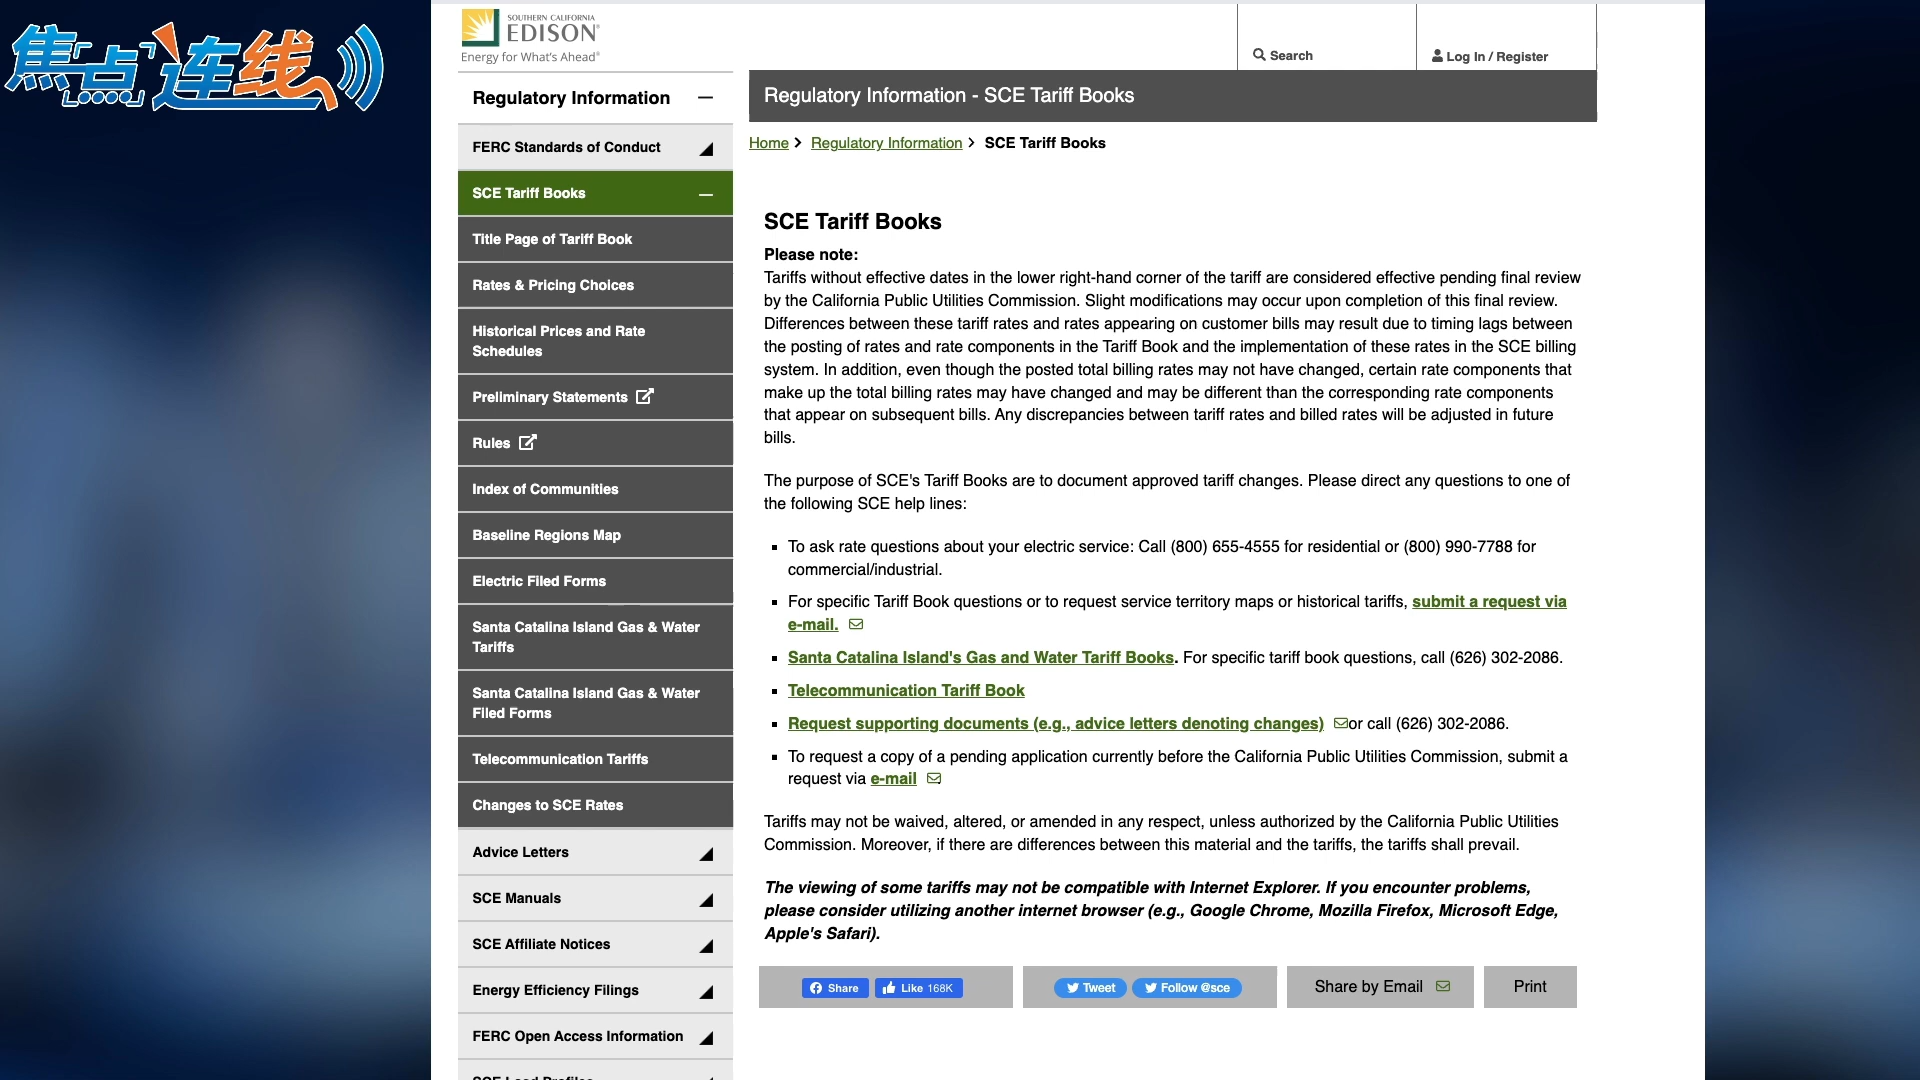 焦点连线
SOUTHERN CALIFORNIA
EDISON®
Energy for What's Ahead®
Search
Log In / Register
Regulatory Information
Regulatory Information - SCE Tariff Books
Home
Regulatory Information
SCE Tariff Books
FERC Standards of Conduct
SCE Tariff Books
Title Page of Tariff Book
Rates & Pricing Choices
Historical Prices and Rate
Schedules
Preliminary Statements
Rules
Index of Communities
Baseline Regions Map
Electric Filed Forms
Santa Catalina Island Gas & Water
Tariffs
Santa Catalina Island Gas & Water
Filed Forms
Telecommunication Tariffs
Changes to SCE Rates
Advice Letters
SCE Manuals
SCE Affiliate Notices
Energy Efficiency Filings
FERC Open Access Information
SCE Load Profiles
SCE Tariff Books
Please note:
Tariffs without effective dates in the lower right-hand corner of the tariff are considered effective pending final review
by the California Public Utilities Commission. Slight modifications may occur upon completion of this final review.
Differences between these tariff rates and rates appearing on customer bills may result due to timing lags between
the posting of rates and rate components in the Tariff Book and the implementation of these rates in the SCE billing
system. In addition, even though the posted total billing rates may not have changed, certain rate components that
make up the total billing rates may have changed and may be different than the corresponding rate components
that appear on subsequent bills. Any discrepancies between tariff rates and billed rates will be adjusted in future
bills.
The purpose of SCE's Tariff Books are to document approved tariff changes. Please direct any questions to one of
the following SCE help lines:
To ask rate questions about your electric service: Call (800) 655-4555 for residential or (800) 990-7788 for
commercial/industrial.
For specific Tariff Book questions or to request service territory maps or historical tariffs, submit a request via
e-mail.
Santa Catalina Island's Gas and Water Tariff Books. For specific tariff book questions, call (626) 302-2086.
Telecommunication Tariff Book
Request supporting documents (e.g., advice letters denoting changes) or call (626) 302-2086.
To request a copy of a pending application currently before the California Public Utilities Commission, submit a
request via e-mail
Tariffs may not be waived, altered, or amended in any respect, unless authorized by the California Public Utilities
Commission. Moreover, if there are differences between this material and the tariffs, the tariffs shall prevail.
The viewing of some tariffs may not be compatible with Internet Explorer. If you encounter problems,
please consider utilizing another internet browser (e.g., Google Chrome, Mozilla Firefox, Microsoft Edge,
Apple's Safari).
Share
Like 168K
Tweet
Follow @sce
Share by Email
Print